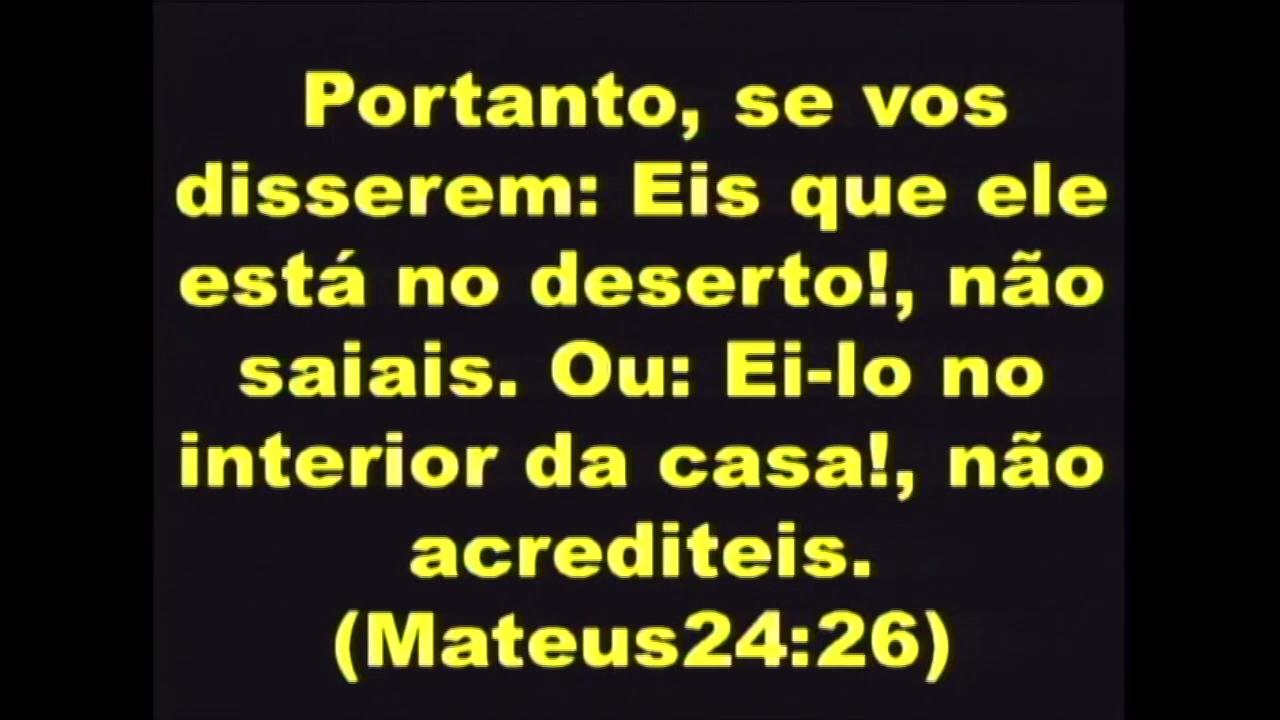 Portanto, se vos
disserem: Eis que ele
está no deserto!, não
saiais. Ou: Ei-lo no
interior da casa!, não
acrediteis.
(Mateus24:26)